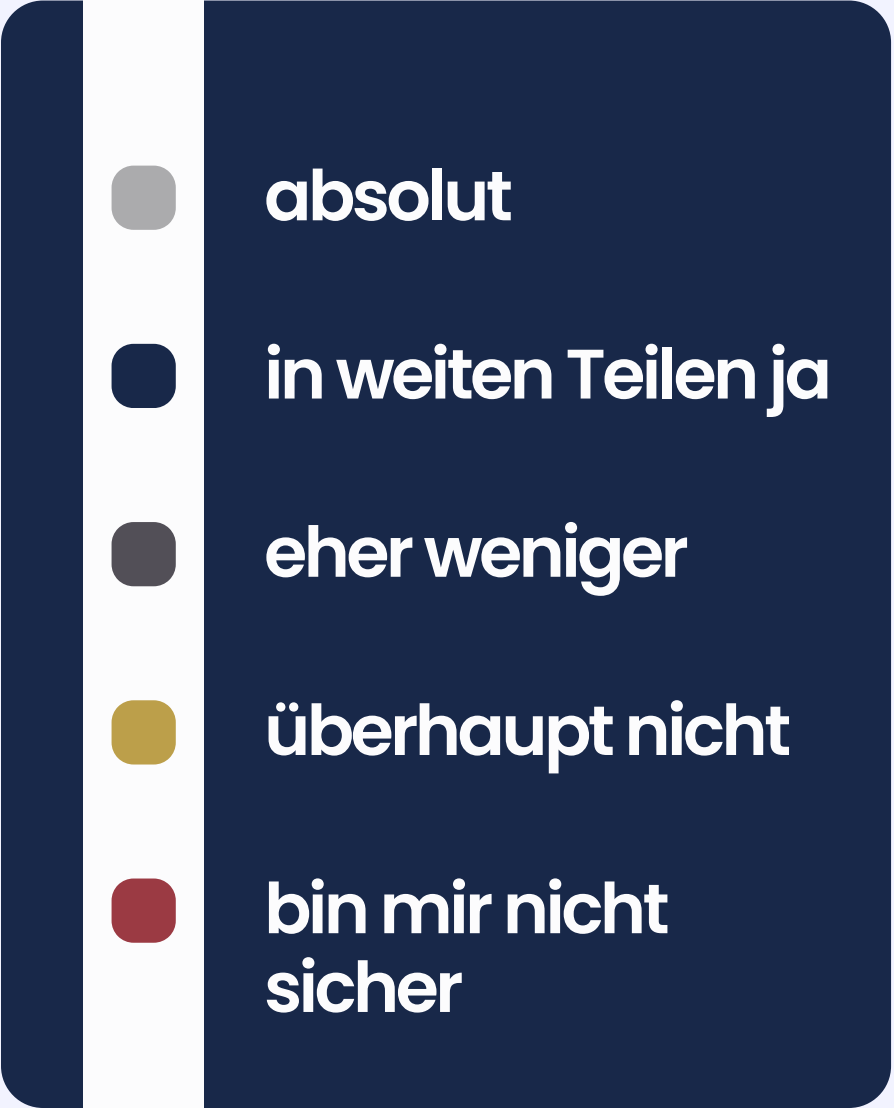 absolut
in weiten Teilen ja
eher weniger
überhaupt nicht
bin mir nicht
sicher